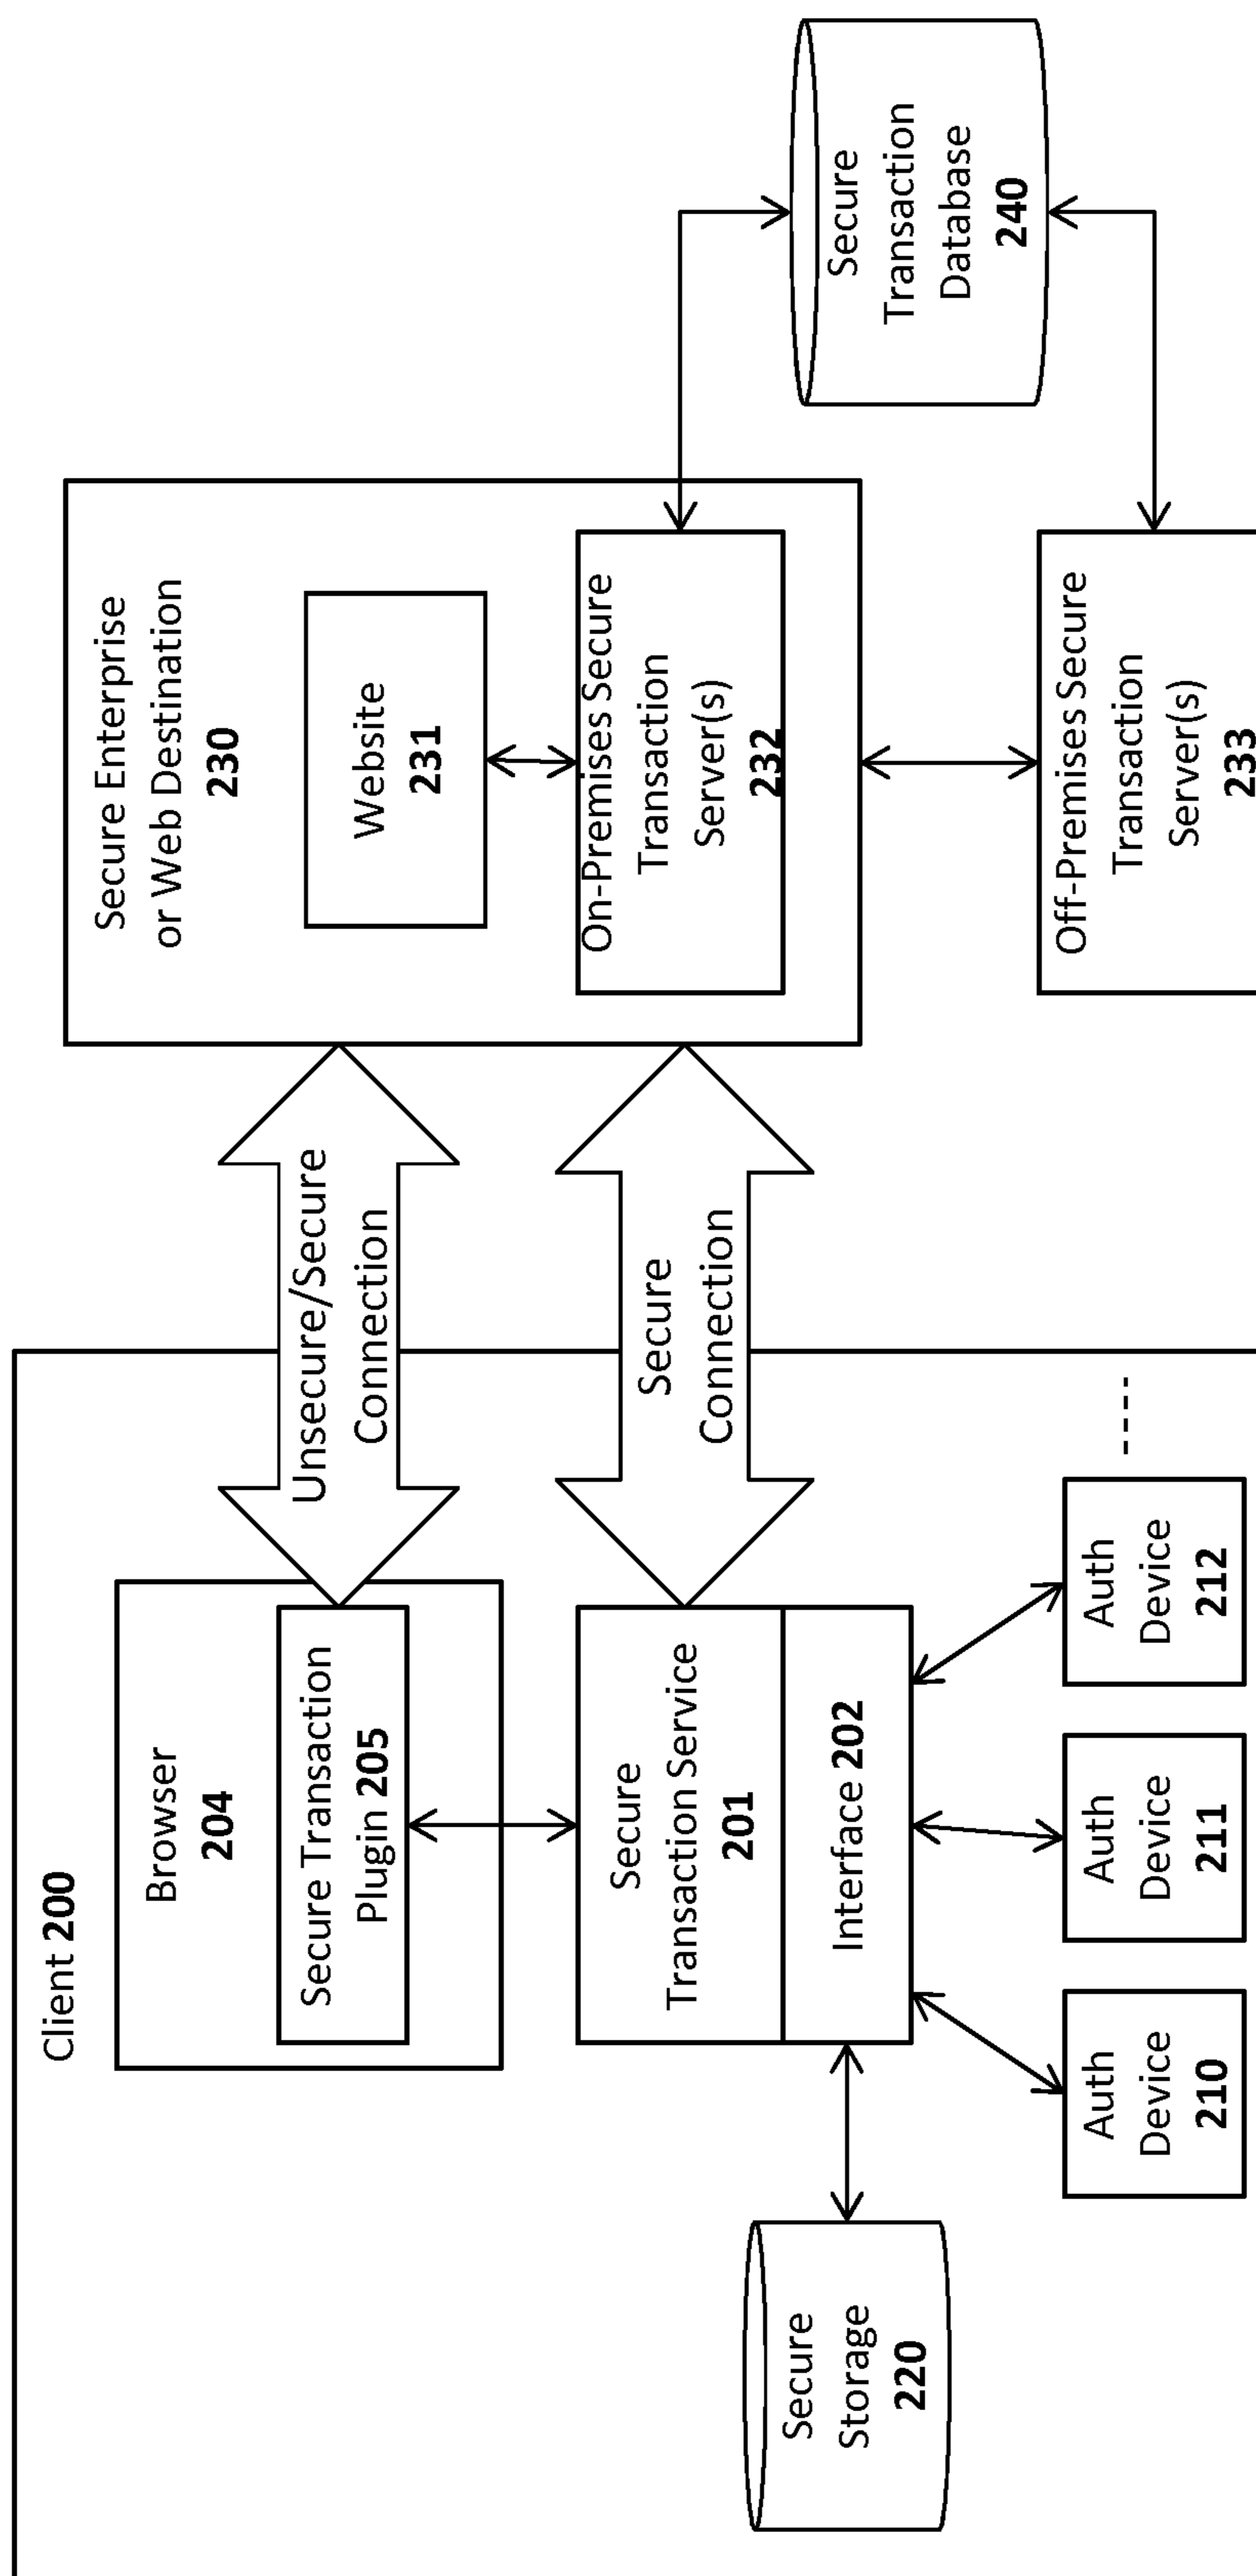 Client 200
Browser
204
Secure Transaction
Plugin 205
Secure
Transaction Service
201
Interface 202
Secure
Storage
220
Auth
Device
210
Auth
Device
211
Auth
Device
212
Unsecure/Secure
Connection
Secure
Connection
Secure Enterprise
or Web Destination
230
Website
231
On-Premises Secure
Transaction
Server(s)
232
Off-Premises Secure
Transaction
Server(s)
233
Secure
Transaction
Database
240